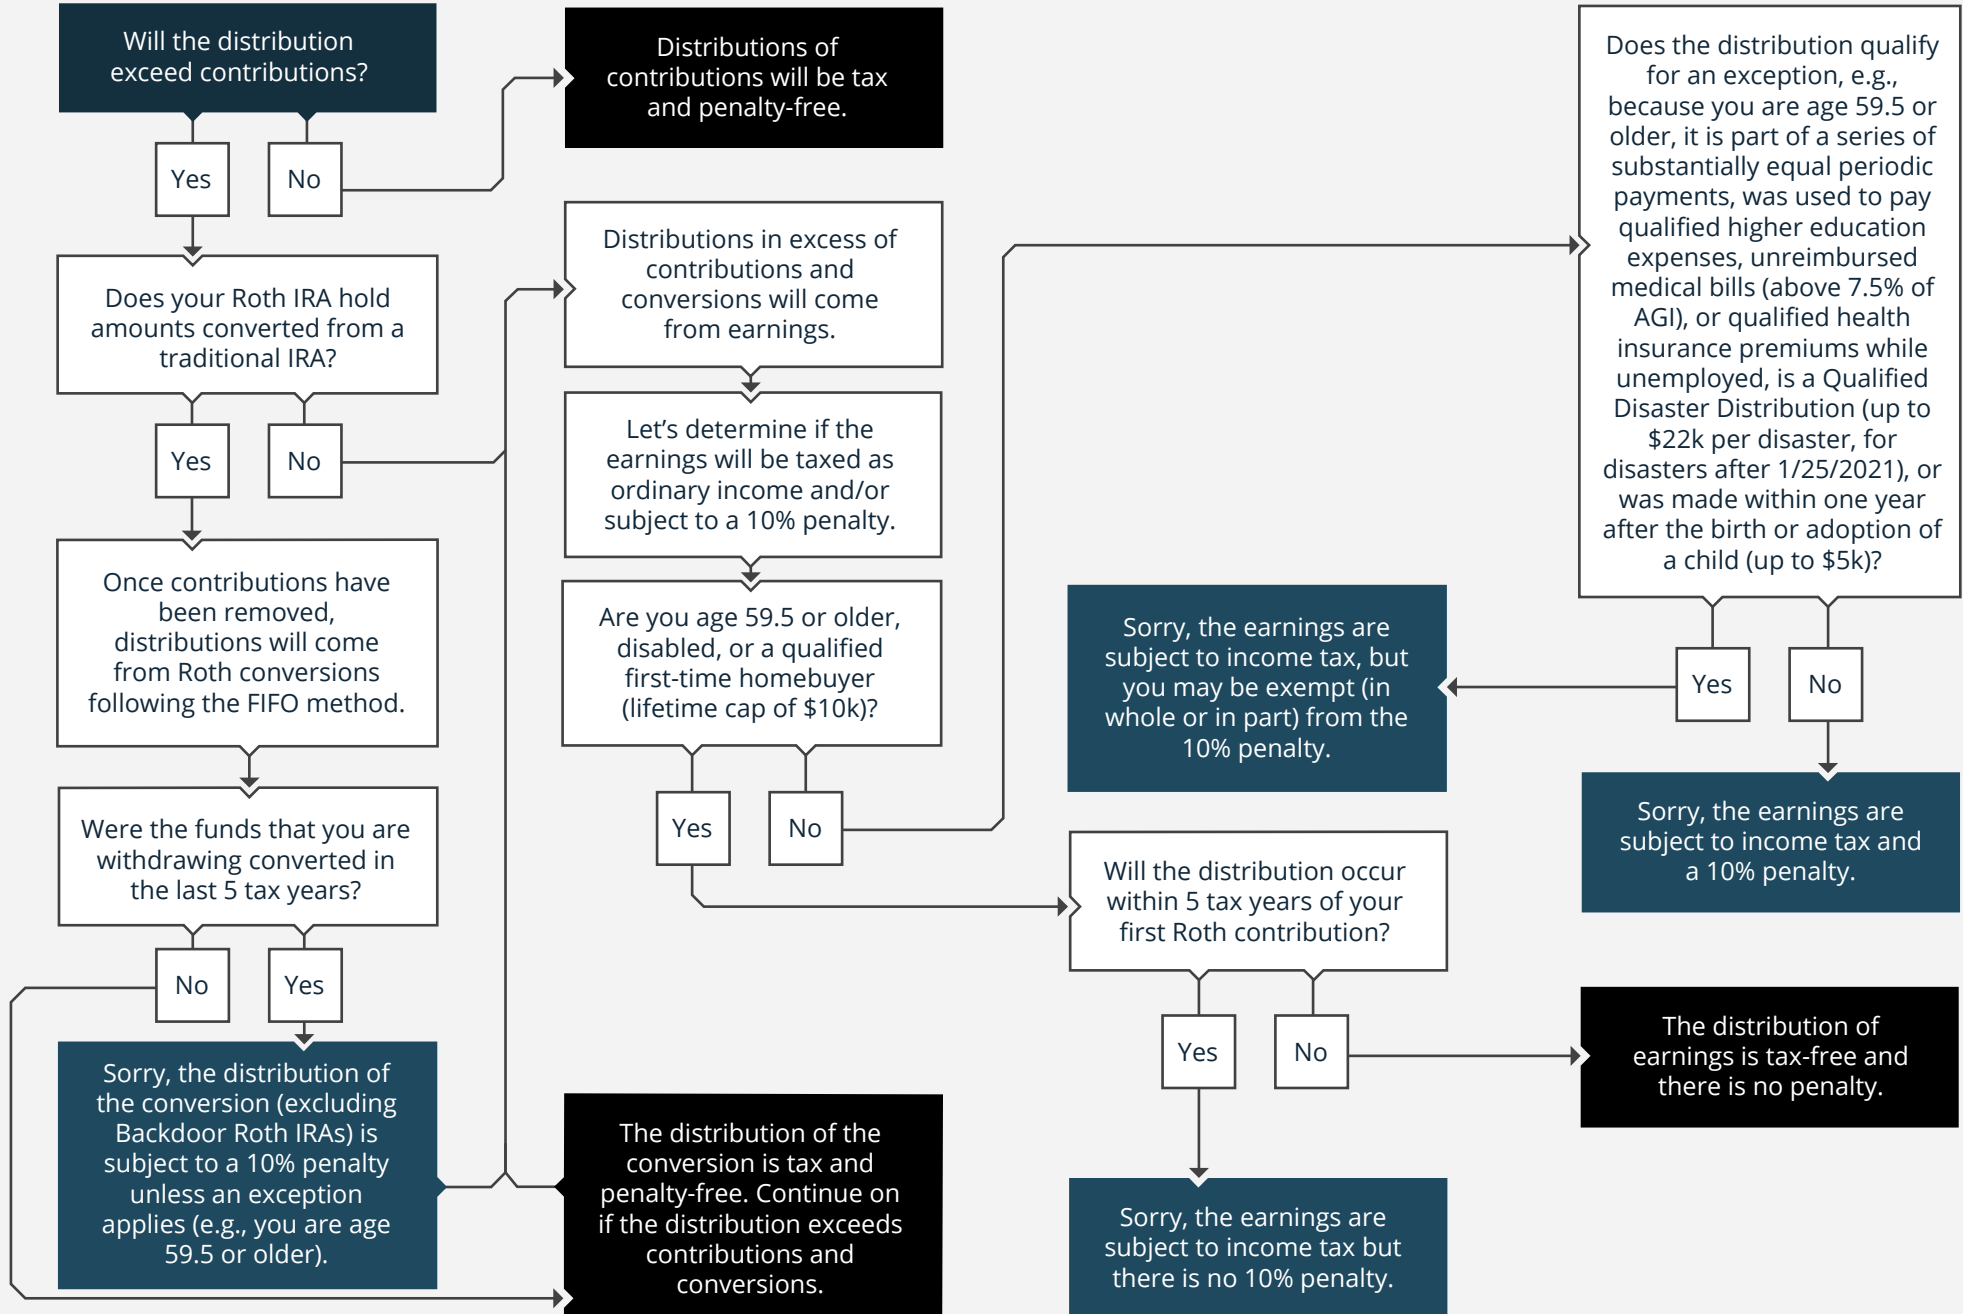 Will the distribution
exceed contributions?
Yes
No
Distributions of
contributions will be tax
and penalty-free.
Does your Roth IRA hold
amounts converted from a
traditional IRA?
Yes
No
Once contributions have
been removed,
distributions will come
from Roth conversions
following the FIFO method.
Were the funds that you are
withdrawing converted in
the last 5 tax years?
No
Yes
Sorry, the distribution of
the conversion (excluding
Backdoor Roth IRAs) is
subject to a 10% penalty
unless an exception
applies (e.g., you are age
59.5 or older).
The distribution of the
conversion is tax and
penalty-free. Continue on
if the distribution exceeds
contributions and
conversions.
Distributions in excess of
contributions and
conversions will come
from earnings.
Let’s determine if the
earnings will be taxed as
ordinary income and/or
subject to a 10% penalty.
Are you age 59.5 or older,
disabled, or a qualified
first-time homebuyer
(lifetime cap of $10k)?
Yes
No
Will the distribution occur
within 5 tax years of your
first Roth contribution?
Yes
No
Sorry, the earnings are
subject to income tax but
there is no 10% penalty.
The distribution of
earnings is tax-free and
there is no penalty.
Does the distribution qualify
for an exception, e.g.,
because you are age 59.5 or
older, it is part of a series of
substantially equal periodic
payments, was used to pay
qualified higher education
expenses, unreimbursed
medical bills (above 7.5% of
AGI), or qualified health
insurance premiums while
unemployed, is a Qualified
Disaster Distribution (up to
$22k per disaster, for
disasters after 1/25/2021), or
was made within one year
after the birth or adoption of
a child (up to $5k)?
Yes
No
Sorry, the earnings are
subject to income tax, but
you may be exempt (in
whole or in part) from the
10% penalty.
Sorry, the earnings are
subject to income tax and
a 10% penalty.